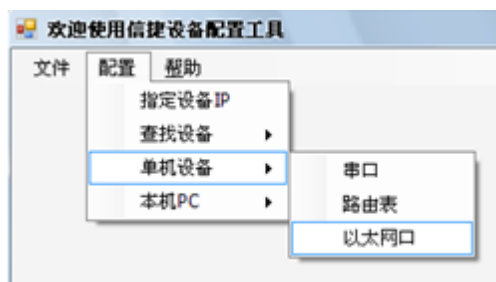 欢迎使用信捷设备配置工具
文件 配置 帮助
指定设备IP
查找设备
单机设备
本机PC
串口
路由表
以太网口